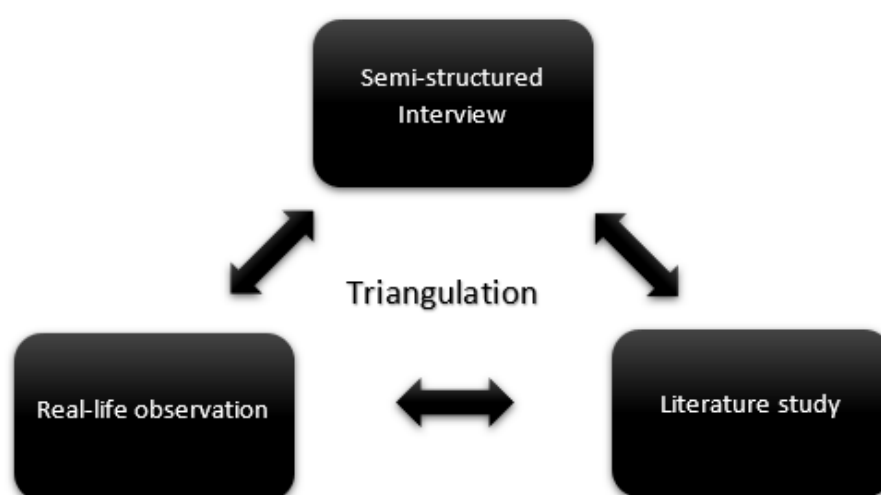 Semi-structured
Interview
Triangulation
Real-life observation
Literature study